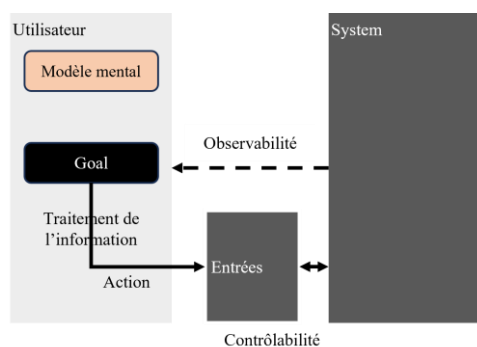 Utilisateur
System
Modèle mental
Observabilité
Goal
Traitement de
l'information
Entrées
Action
Contrôlabilité